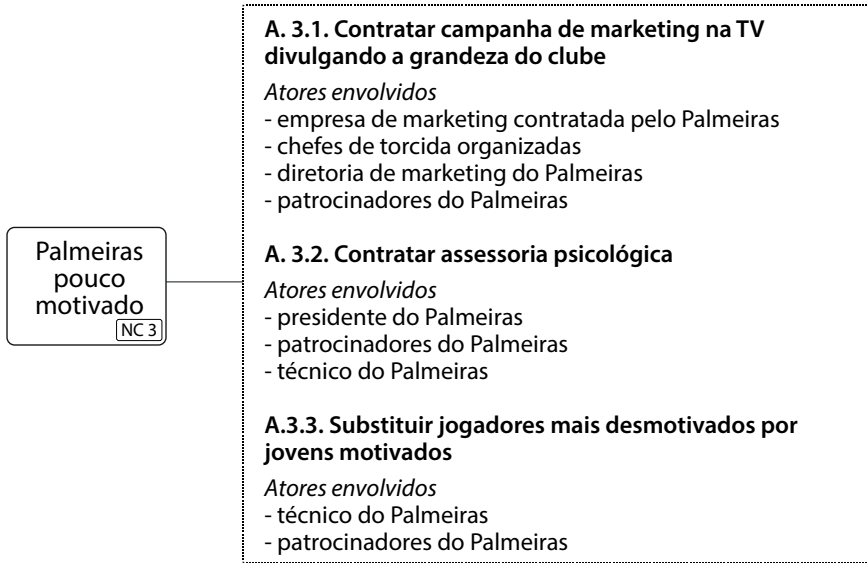 Palmeiras
pouco
motivado
NC 3
A. 3.1. Contratar campanha de marketing na TV
divulgando a grandeza do clube
Atores envolvidos
- empresa de marketing contratada pelo Palmeiras
- chefes de torcida organizadas
- diretoria de marketing do Palmeiras
- patrocinadores do Palmeiras
A. 3.2. Contratar assessoria psicológica
Atores envolvidos
- presidente do Palmeiras
- patrocinadores do Palmeiras
- técnico do Palmeiras
A.3.3. Substituir jogadores mais desmotivados por
jovens motivados
Atores envolvidos
- técnico do Palmeiras
- patrocinadores do Palmeiras